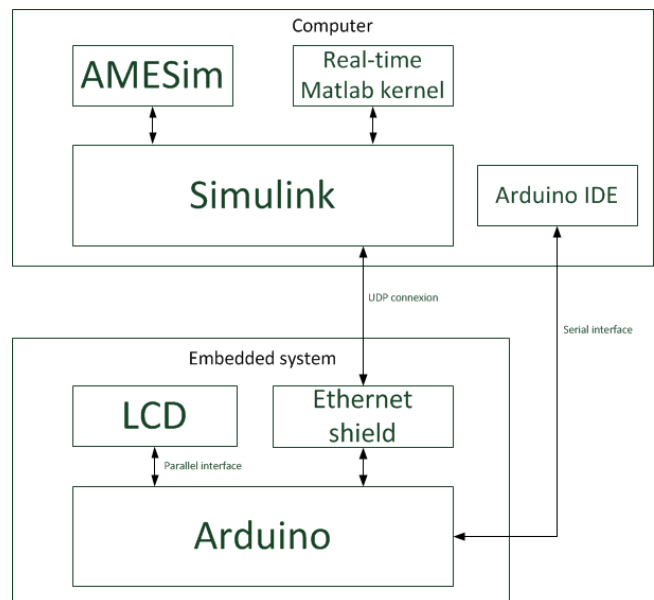 Computer
AMESim
Real-time
Matlab kernel
Simulink
Arduino IDE
UDP connexion
Serial interface
Embedded system
LCD
Ethernet
shield
Parallel interface
Arduino